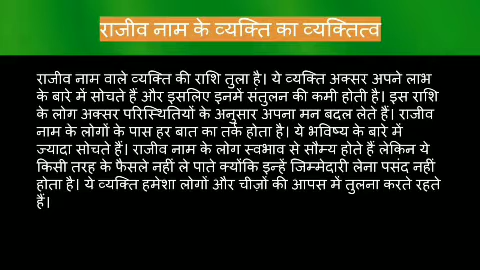 राजीव नाम के व्यक्ति का व्यक्तित्व
राजीव नाम वाले व्यक्ति की राशि तुला है। ये व्यक्ति अक्सर अपने लाभ
के बारे में सोचते हैं और इसलिए इनमें संतुलन की कमी होती है। इस राशि
के लोग अक्सर परिस्थितियों के अनुसार अपना मन बदल लेते हैं। राजीव
नाम के लोगों के पास हर बात का तर्क होता है। ये भविष्य के बारे में
ज्यादा सोचते हैं। राजीव नाम के लोग स्वभाव से सौम्य होते हैं लेकिन ये
किसी तरह के फैसले नहीं ले पाते क्योंकि इन्हें जिम्मेदारी लेना पसंद नहीं
होता है। ये व्यक्ति हमेशा लोगों और चीज़ों की आपस में तुलना करते रहते
हैं।